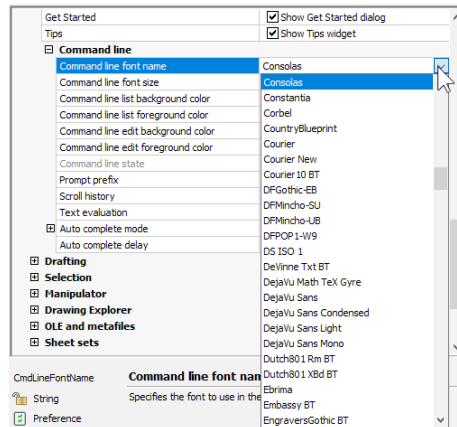 Get Started
Show Get Started dialog
Tips
Show Tips widget
Command line
Command line font name
Consolas
Command line font size
Command line list background color
Command line list foreground color
Command line edit background color
Command line edit foreground color
Command line state
Prompt prefix
Scroll history
Text evaluation
Auto complete mode
Auto complete delay
Drafting
Selection
Manipulator
Drawing Explorer
OLE and metafiles
Sheet sets
Consolas
Constantia
Corbel
CountryBlueprint
Courier
Courier New
Courier10 BT
DFGothic-EB
DFMincho-SU
DFMincho-UB
DFPOP1-W9
DS ISO 1
DeVinne Txt BT
DejaVu Math TeX Gyre
DejaVu Sans
DejaVu Sans Condensed
DejaVu Sans Light
DejaVu Sans Mono
Dutch801 Rm BT
Dutch801 XBd BT
Ebrima
Embassy BT
EngraversGothic BT
CmdLineFontName
String
Preference
Command line font nan
Specifies the font to use in the